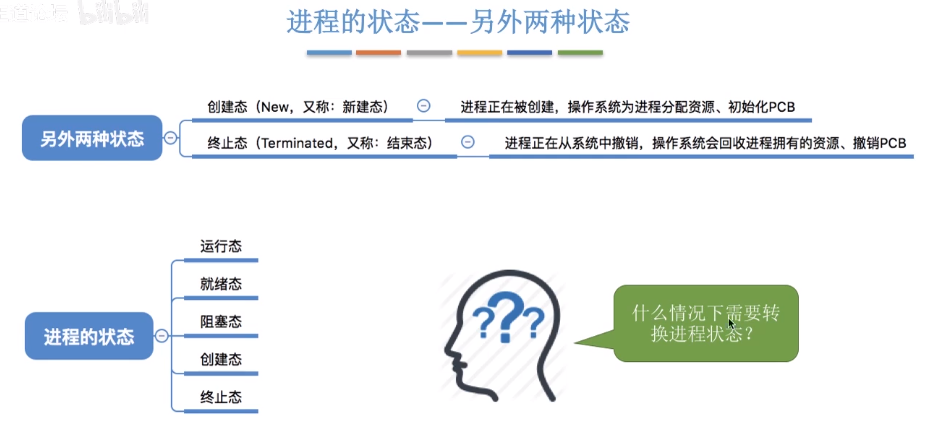 bilibili
进程的状态——另外两种状态
另外两种状态
创建态（New，又称：新建态）
进程正在被创建，操作系统为进程分配资源、初始化PCB
终止态（Terminated，又称：结束态）
进程正在从系统中撤销，操作系统会回收进程拥有的资源、撤销PCB
进程的状态
运行态
就绪态
阻塞态
创建态
终止态
???
什么情况下需要转
换进程状态？